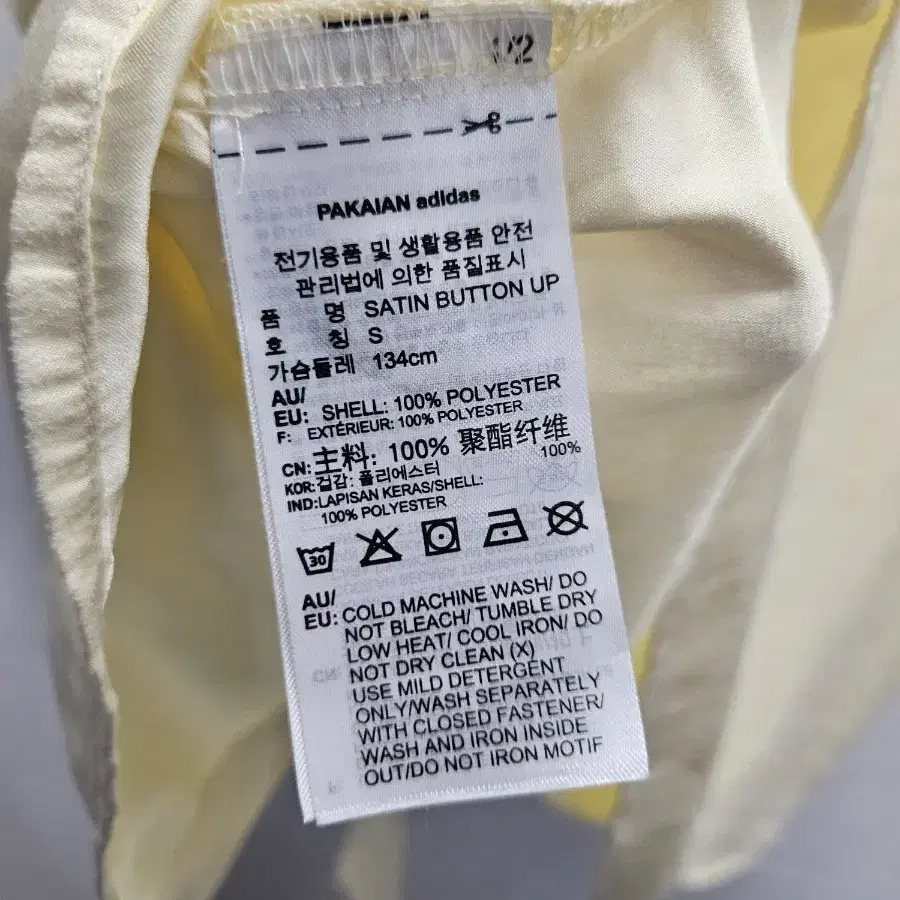 1/2
PAKAIAN adidas
전기용품 및 생활용품 안전
관리법에 의한 품질표시
품 명 SATIN BUTTON UP
호 칭 S
가슴둘레 134cm
AU/
EU: SHELL: 100% POLYESTER
F: EXTÉRIEUR: 100% POLYESTER
CN: 主料: 100% 聚酯纤维
KOR: 겉감: 폴리에스터 100%
IND: LAPISAN KERAS/SHELL:
100% POLYESTER
30
AU/
EU: COLD MACHINE WASH/ DO
NOT BLEACH/ TUMBLE DRY
LOW HEAT/ COOL IRON/ DO
NOT DRY CLEAN (X)
USE MILD DETERGENT
ONLY/WASH SEPARATELY
WITH CLOSED FASTENER/
WASH AND IRON INSIDE
OUT/DO NOT IRON MOTIF